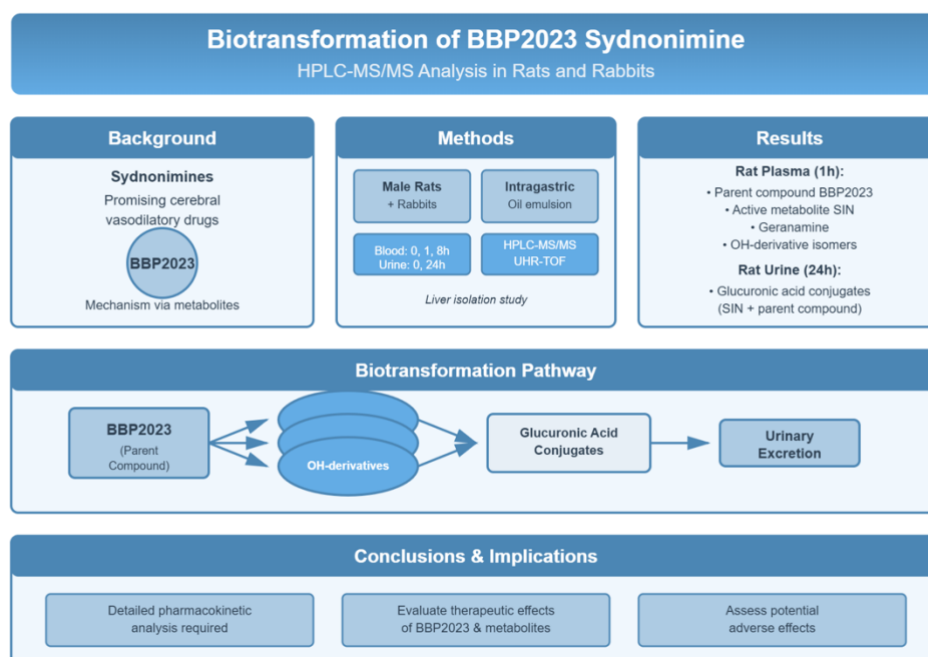 Biotransformation of BBP2023 Sydnonimine
HPLC-MS/MS Analysis in Rats and Rabbits
Background
Sydnonimines
Promising cerebral
vasodilatory drugs
BBP2023
Mechanism via metabolites
Methods
Male Rats
+ Rabbits
Intragastric
Oil emulsion
Blood: 0, 1, 8h
Urine: 0, 24h
HPLC-MS/MS
UHR-TOF
Liver isolation study
Results
Rat Plasma (1h):
• Parent compound BBP2023
• Active metabolite SIN
• Geranamine
• OH-derivative isomers
Rat Urine (24h):
• Glucuronic acid conjugates
(SIN + parent compound)
Biotransformation Pathway
BBP2023
(Parent
Compound)
OH-derivatives
Glucuronic Acid
Conjugates
Urinary
Excretion
Conclusions & Implications
Detailed pharmacokinetic
analysis required
Evaluate therapeutic effects
of BBP2023 & metabolites
Assess potential
adverse effects